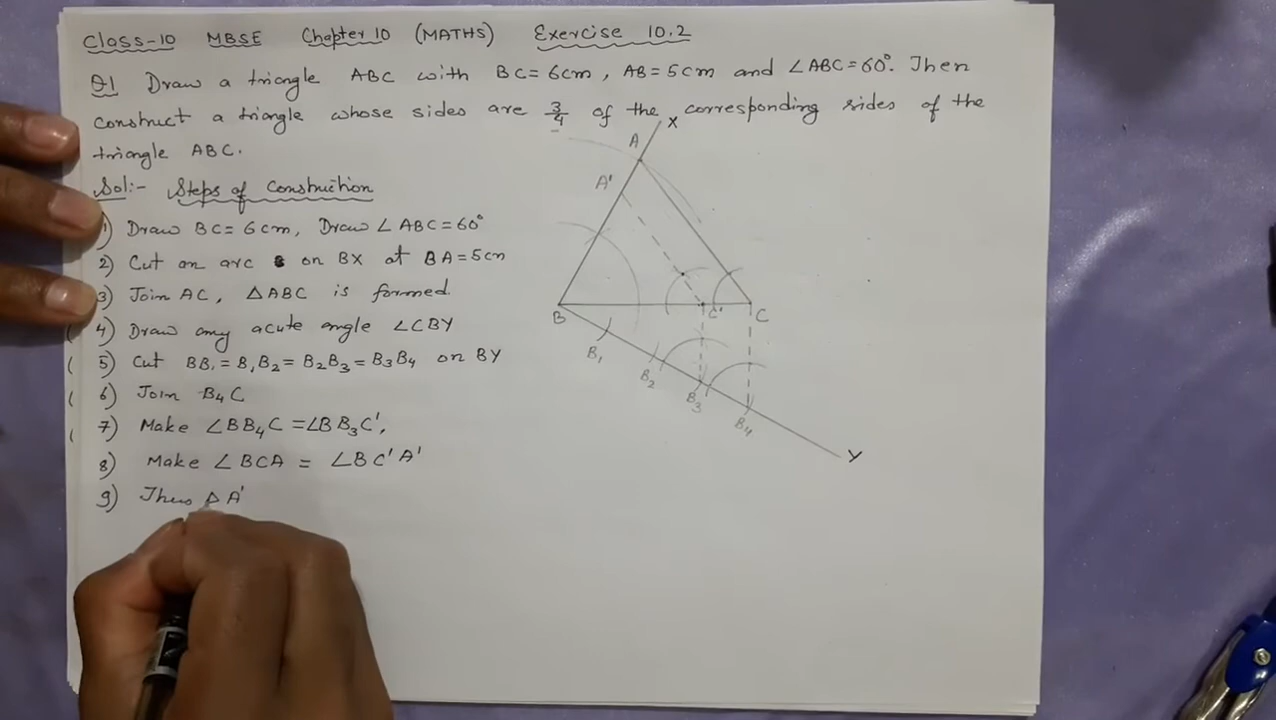 Class-10 MBSE Chapter 10 (MATHS) Exercise 10.2
Q1 Draw a triangle ABC with BC = 6cm, AB = 5cm and ∠ABC = 60°. Then
construct a triangle whose sides are 3/4 of the corresponding sides of the
triangle ABC.
Sol:- Steps of Construction
1) Draw BC = 6cm, Draw ∠ABC = 60°
2) Cut an arc on BX at BA = 5cm
3) Join AC, △ABC is formed.
4) Draw any acute angle ∠CBY
5) Cut BB₁ = B₁B₂ = B₂B₃ = B₃B₄ on BY
6) Join B₄C
7) Make ∠BB₄C = ∠BB₃C',
8) Make ∠BCA = ∠BC'A'
9) Thus △A'
X
A
A'
B
C'
C
B₁
B₂
B₃
B₄
Y